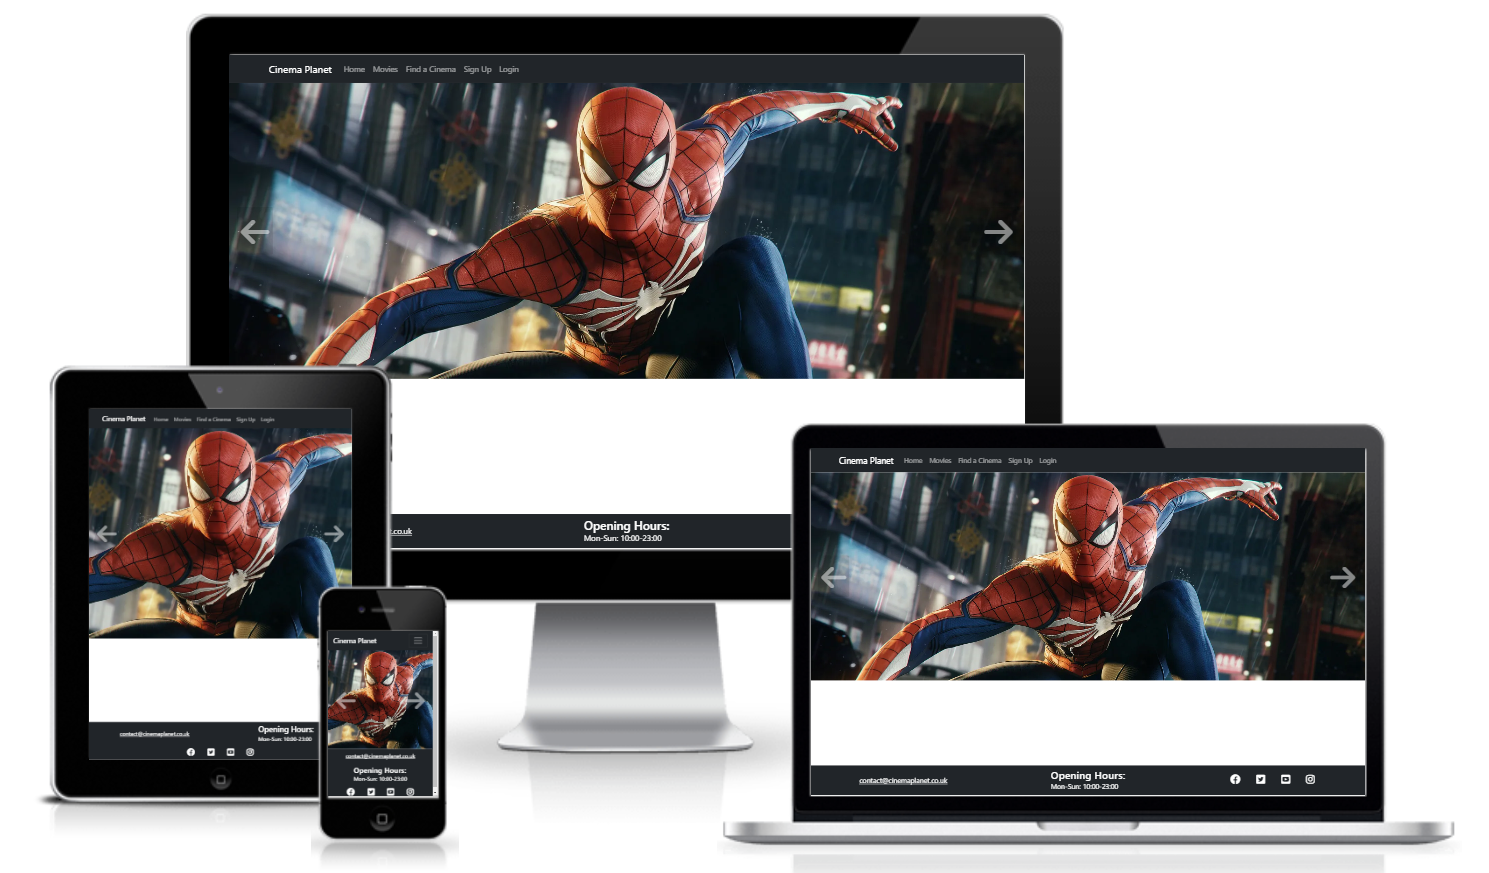 Cinema Planet Home Movies Find a Cinema Sign Up Login
.co.uk
Opening Hours:
Mon-Sun: 10:00-23:00
Cinema Planet Home Movies Find a Cinema Sign Up Login
contact@cinemaplanet.co.uk
Opening Hours:
Mon-Sun: 10:00-23:00
Cinema Planet
contact@cinemaplanet.co.uk
Opening Hours:
Mon-Sun: 10:00-23:00
Cinema Planet Home Movies Find a Cinema Sign Up Login
contact@cinemaplanet.co.uk
Opening Hours:
Mon-Sun: 10:00-23:00